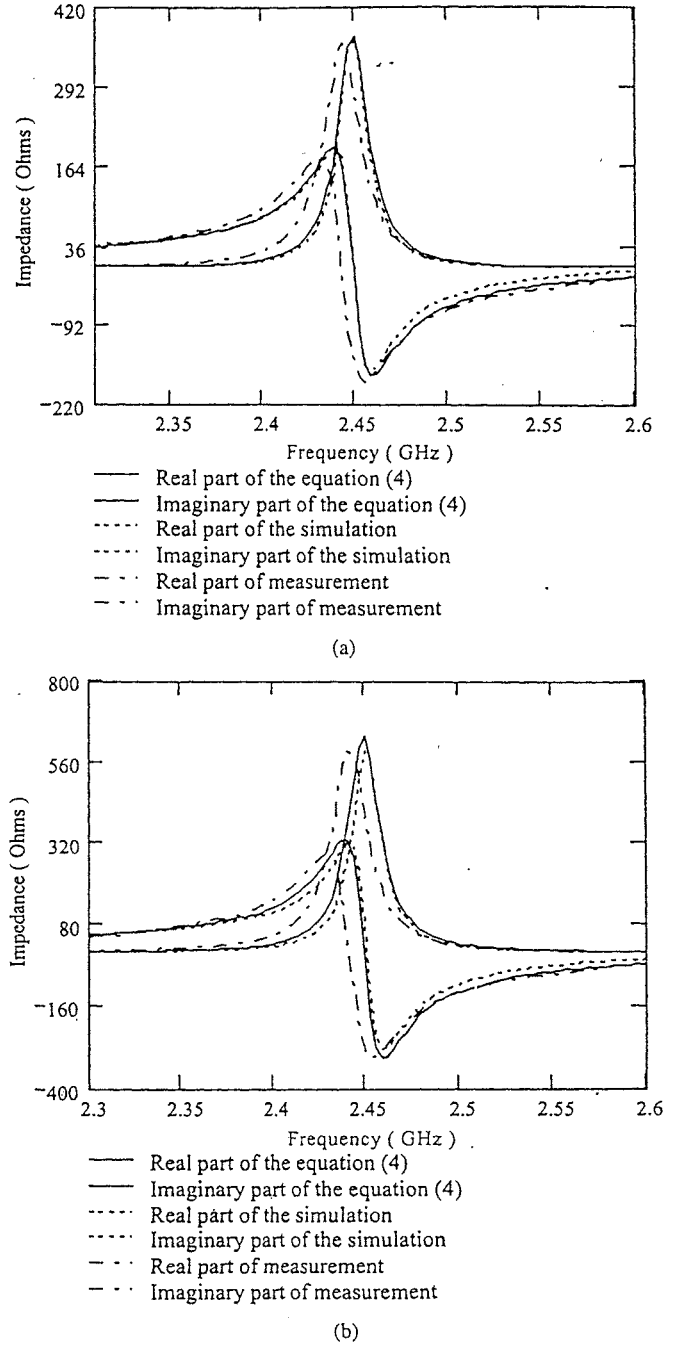 420
292
164
36
−92
−220
Impedance ( Ohms )
2.35 2.4 2.45 2.5 2.55 2.6
Frequency ( GHz )
Real part of the equation (4)
Imaginary part of the equation (4)
Real part of the simulation
Imaginary part of the simulation
Real part of measurement
Imaginary part of measurement
(a)
800
560
320
80
−160
−400
Impedance ( Ohms )
2.3 2.35 2.4 2.45 2.5 2.55 2.6
Frequency ( GHz )
Real part of the equation (4)
Imaginary part of the equation (4)
Real part of the simulation
Imaginary part of the simulation
Real part of measurement
Imaginary part of measurement
(b)